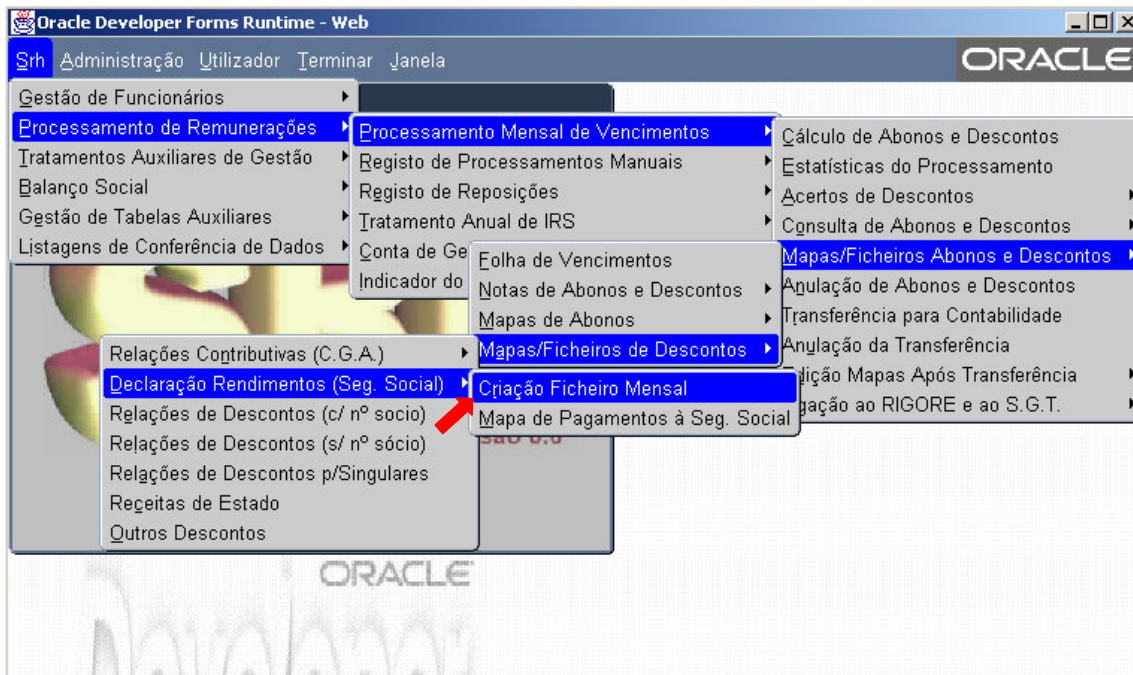 Oracle Developer Forms Runtime - Web
Srh Administração Utilizador Terminar Janela
ORACLE
Gestão de Funcionários
Processamento de Remunerações
Tratamentos Auxiliares de Gestão
Balanço Social
Gestão de Tabelas Auxiliares
Listagens de Conferência de Dados
Processamento Mensal de Vencimentos
Registo de Processamentos Manuais
Registo de Reposições
Tratamento Anual de IRS
Conta de Ge
Indicador do
Cálculo de Abonos e Descontos
Estatísticas do Processamento
Acertos de Descontos
Consulta de Abonos e Descontos
Mapas/Ficheiros Abonos e Descontos
Anulação de Abonos e Descontos
Transferência para Contabilidade
Anulação da Transferência
dição Mapas Após Transferência
gação ao RIGORE e ao S.G.T.
Folha de Vencimentos
Notas de Abonos e Descontos
Mapas de Abonos
Mapas/Ficheiros de Descontos
Relações Contributivas (C.G.A.)
Declaração Rendimentos (Seg. Social)
Relações de Descontos (c/ nº socio)
Relações de Descontos (s/ nº sócio)
Relações de Descontos p/Singulares
Receitas de Estado
Outros Descontos
Criação Ficheiro Mensal
Mapa de Pagamentos à Seg. Social
ORACLE
Developer